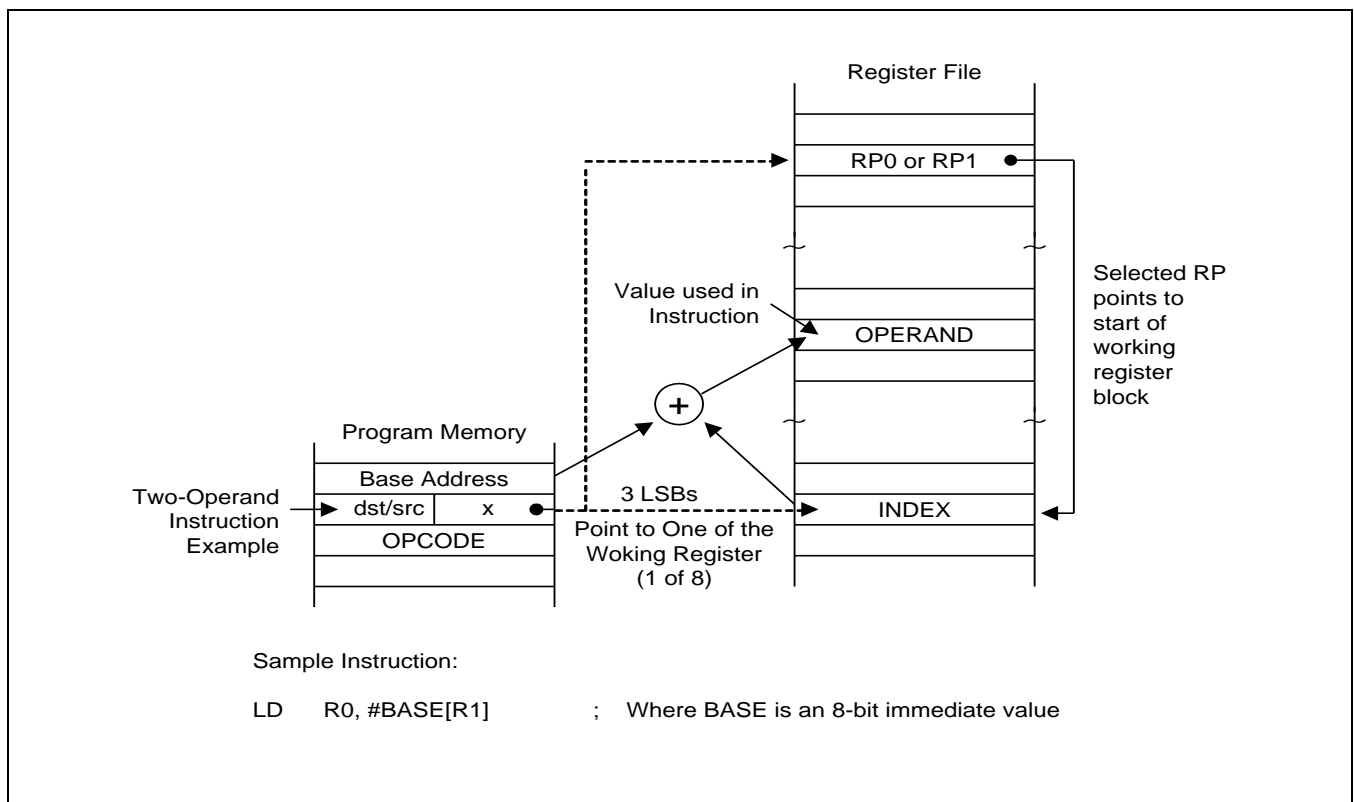 Register File
RP0 or RP1
Selected RP
points to
start of
working
register
block
Value used in
Instruction
OPERAND
+
Program Memory
Base Address
Two-Operand
Instruction
Example
dst/src
x
OPCODE
3 LSBs
Point to One of the
Woking Register
(1 of 8)
INDEX
Sample Instruction:
LD R0, #BASE[R1] ; Where BASE is an 8-bit immediate value